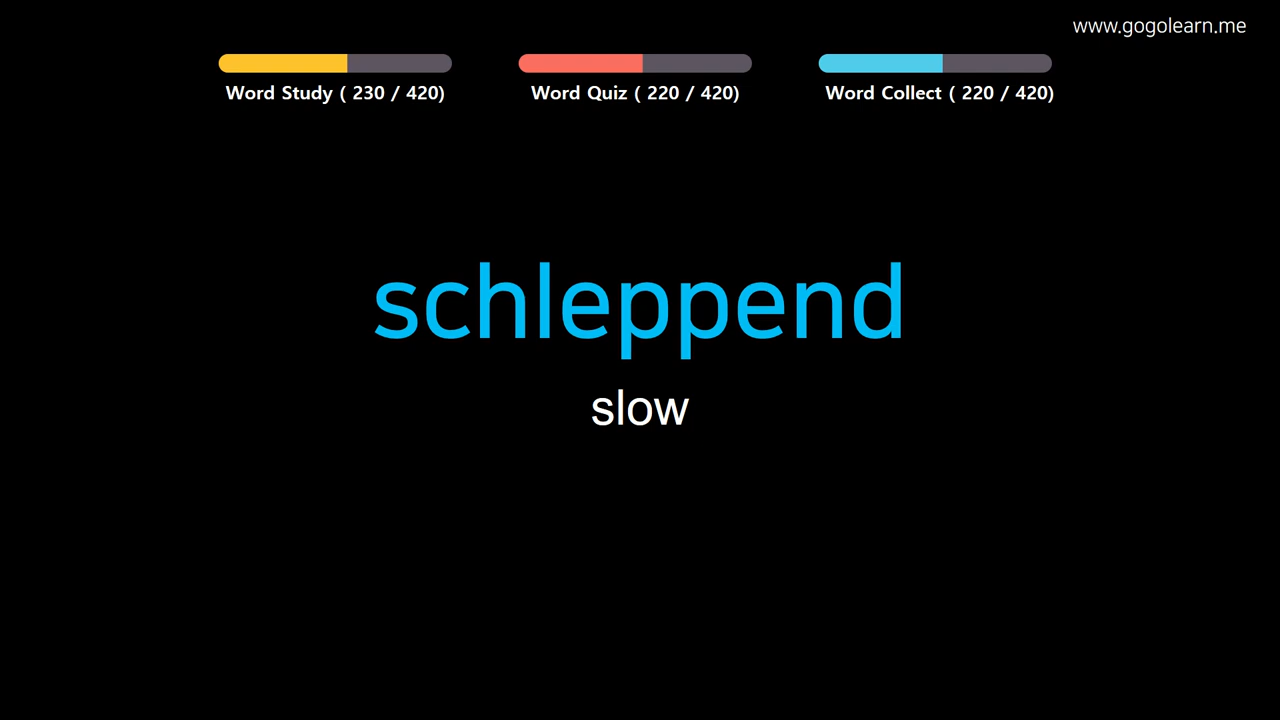 www.gogolearn.me
Word Study ( 230 / 420)
Word Quiz ( 220 / 420)
Word Collect ( 220 / 420)
schleppend
slow